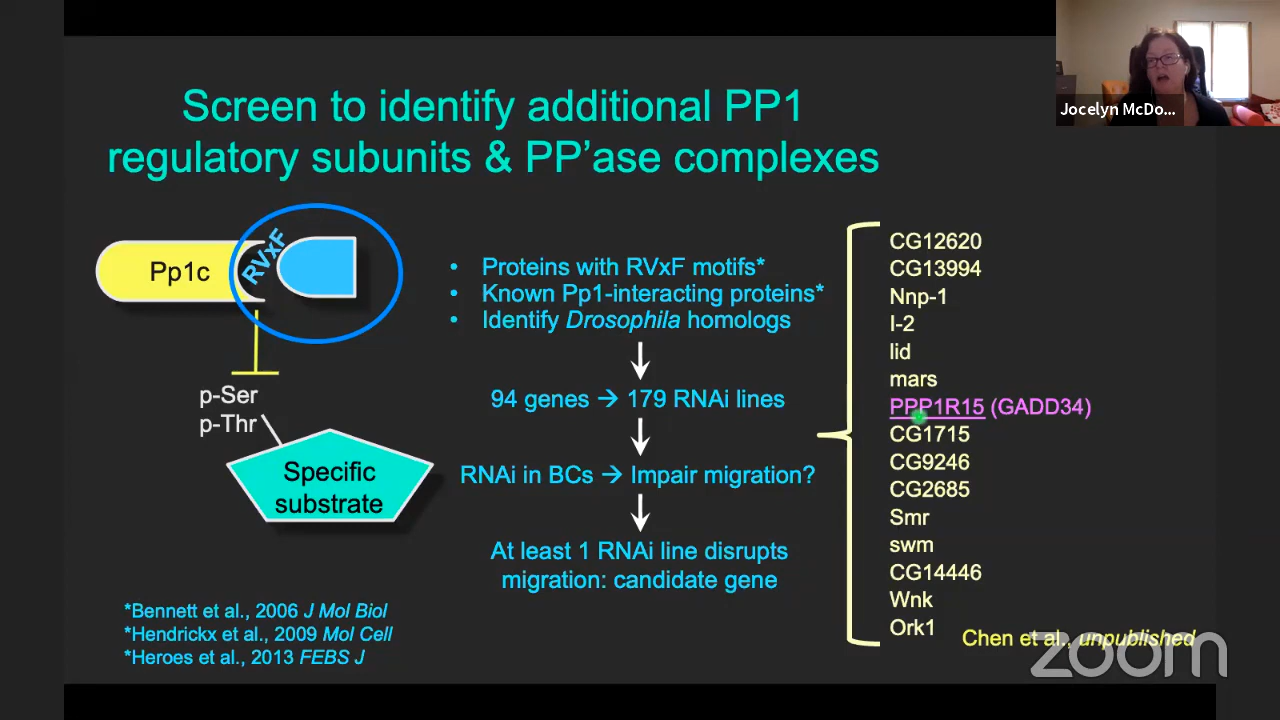 Screen to identify additional PP1
regulatory subunits & PP'ase complexes
Jocelyn McDo...
Pp1c
RVxF
p-Ser
p-Thr
Specific
substrate
• Proteins with RVxF motifs*
• Known Pp1-interacting proteins*
• Identify Drosophila homologs
94 genes → 179 RNAi lines
RNAi in BCs → Impair migration?
At least 1 RNAi line disrupts
migration: candidate gene
CG12620
CG13994
Nnp-1
I-2
lid
mars
PPP1R15 (GADD34)
CG1715
CG9246
CG2685
Smr
swm
CG14446
Wnk
Ork1
Chen et al., unpublished
*Bennett et al., 2006 J Mol Biol
*Hendrickx et al., 2009 Mol Cell
*Heroes et al., 2013 FEBS J
zoom